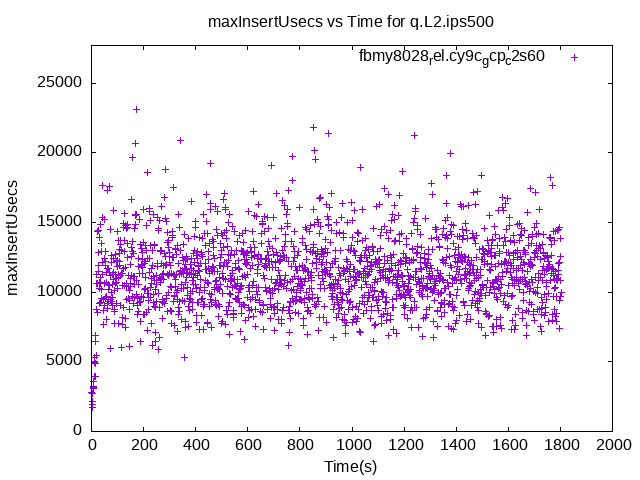 maxInsertUsecs vs Time for q.L2.ips500
fbmy8028rel.cy9cgcpc2s60
25000
20000
15000
10000
5000
0
maxInsertUsecs
0 200 400 600 800 1000 1200 1400 1600 1800 2000
Time(s)